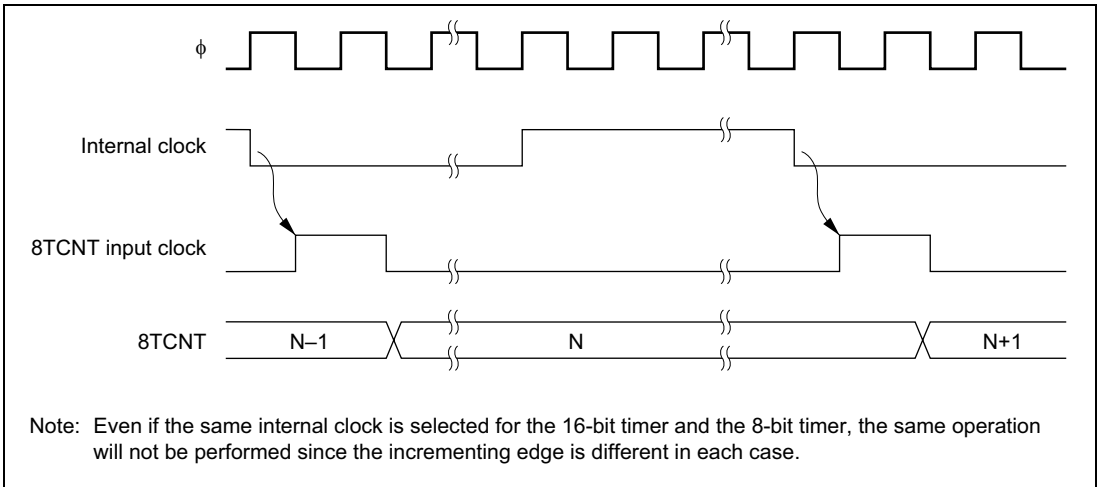 ϕ
Internal clock
8TCNT input clock
8TCNT
N–1
N
N+1
Note: Even if the same internal clock is selected for the 16-bit timer and the 8-bit timer, the same operation
will not be performed since the incrementing edge is different in each case.